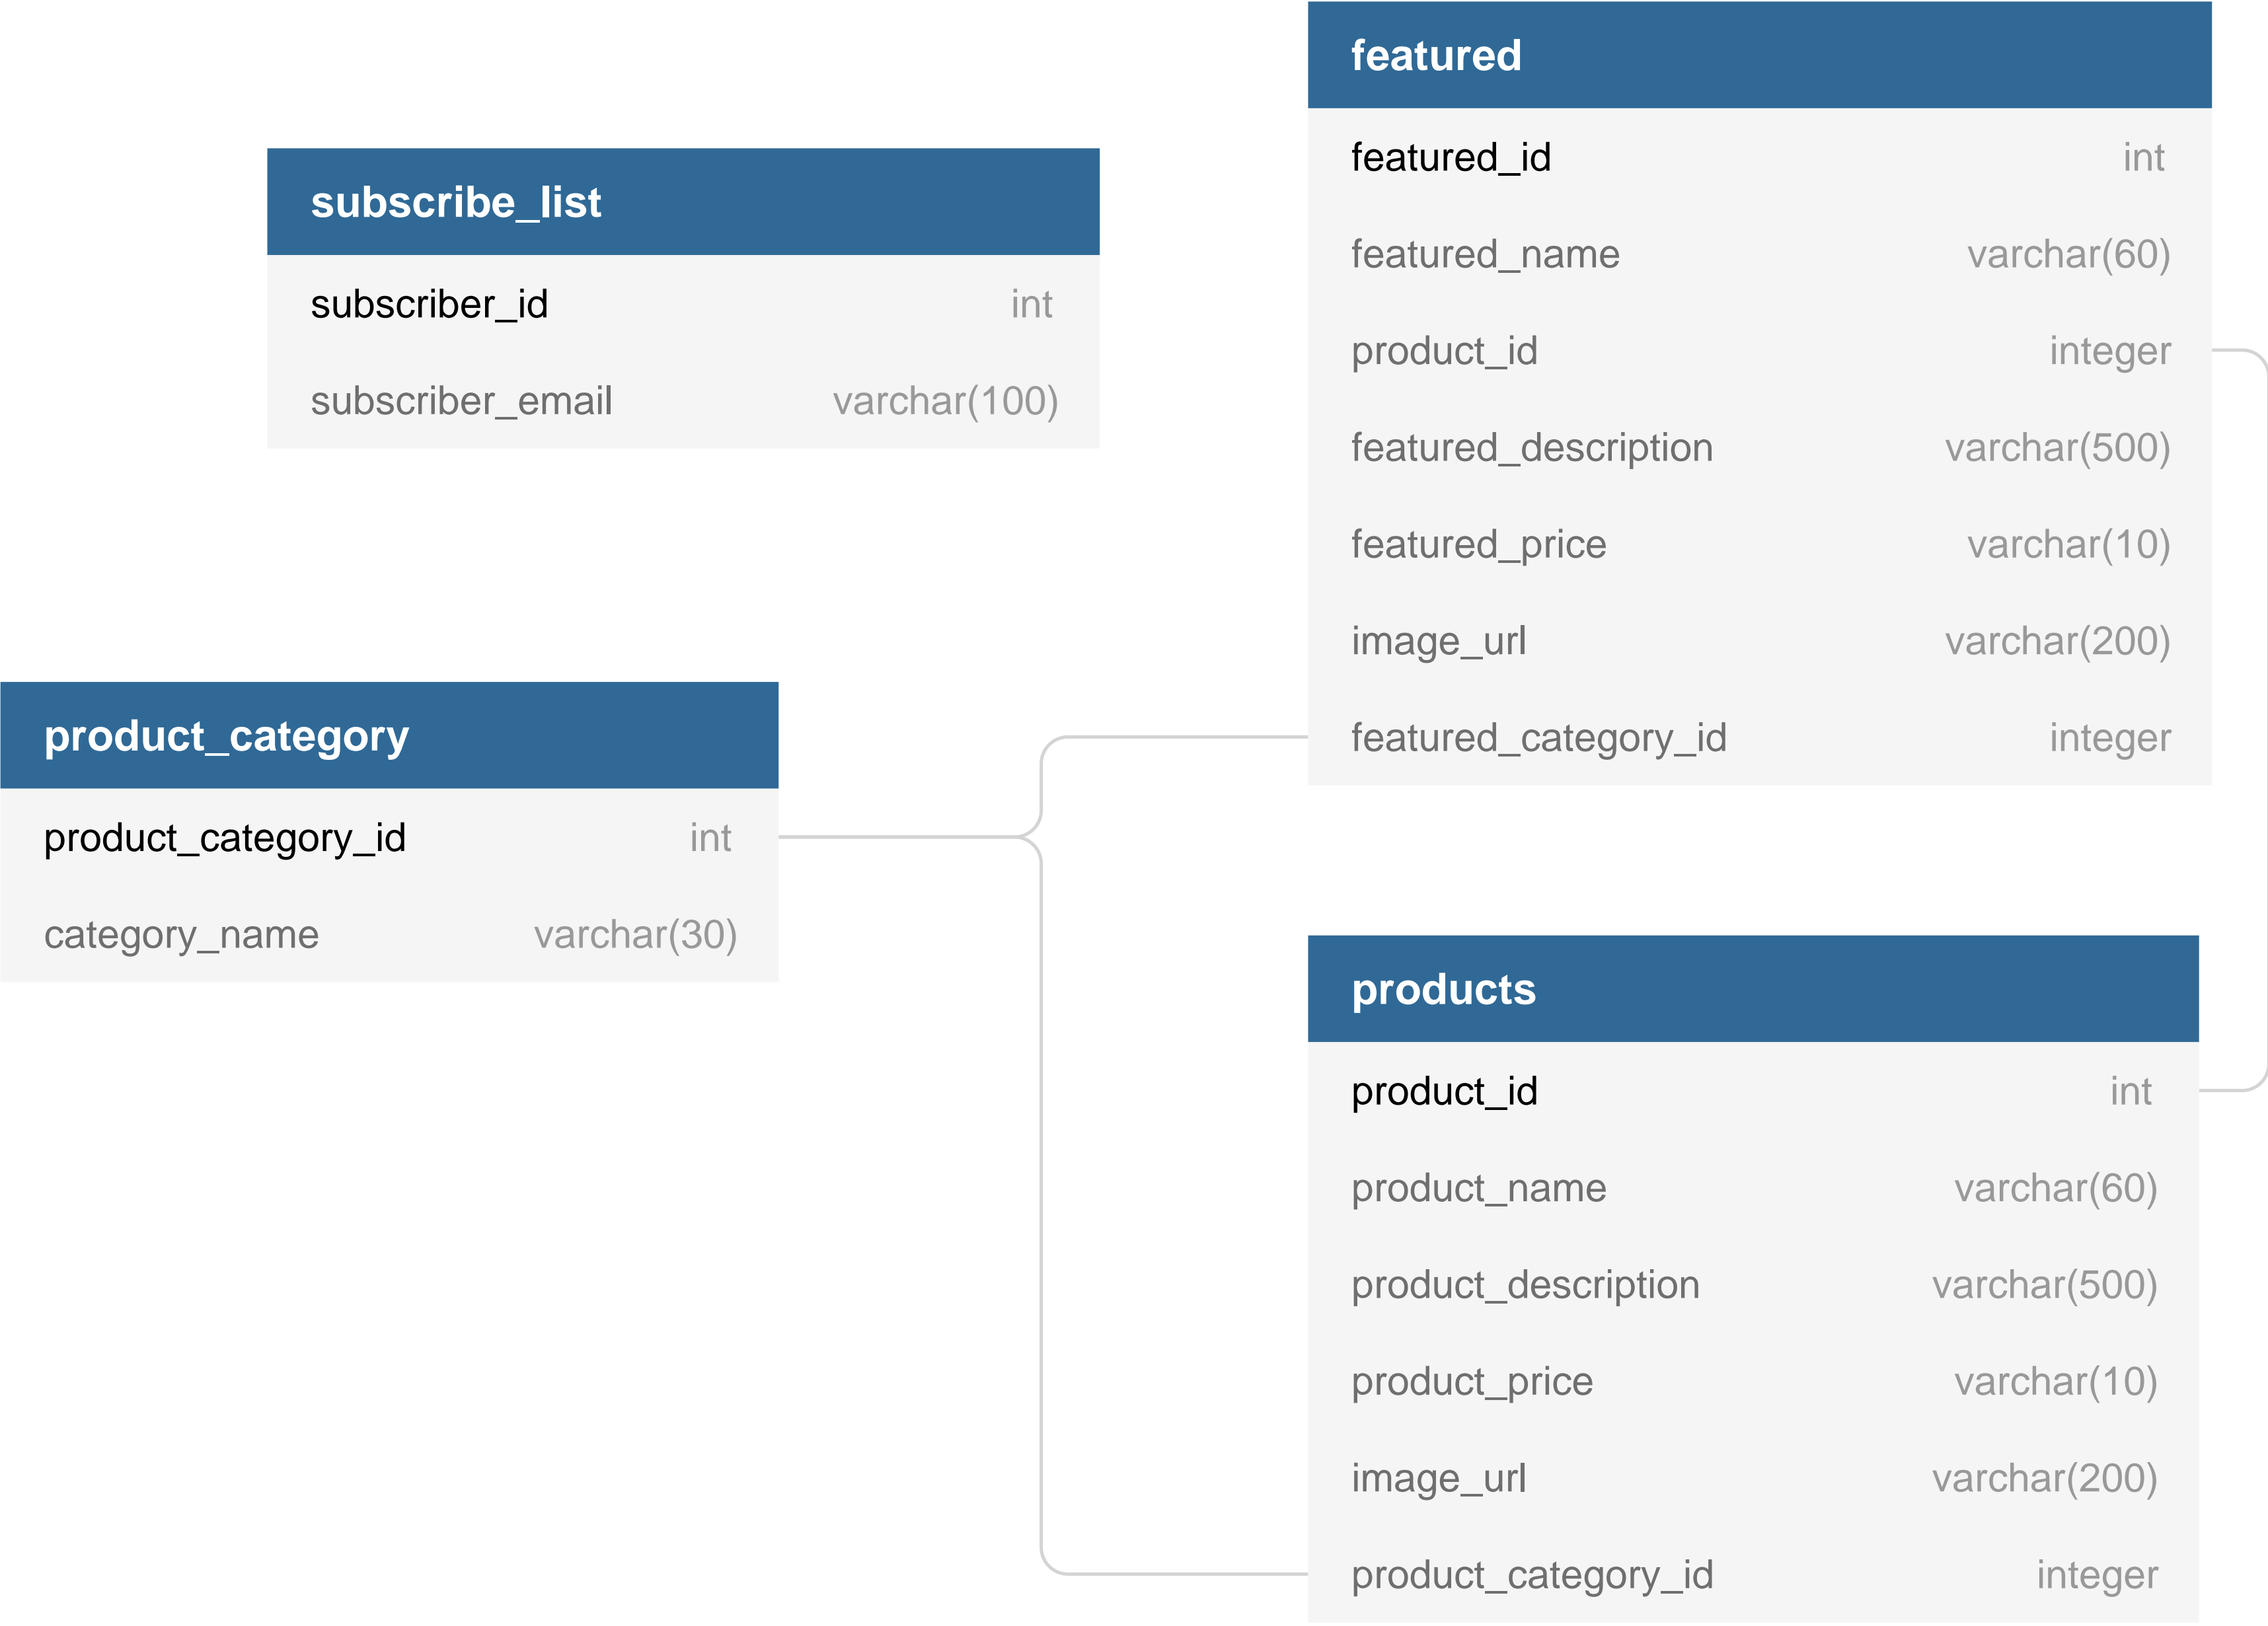 subscribe_list
subscriber_id int
subscriber_email varchar(100)
featured
featured_id int
featured_name varchar(60)
product_id integer
featured_description varchar(500)
featured_price varchar(10)
image_url varchar(200)
featured_category_id integer
product_category
product_category_id int
category_name varchar(30)
products
product_id int
product_name varchar(60)
product_description varchar(500)
product_price varchar(10)
image_url varchar(200)
product_category_id integer